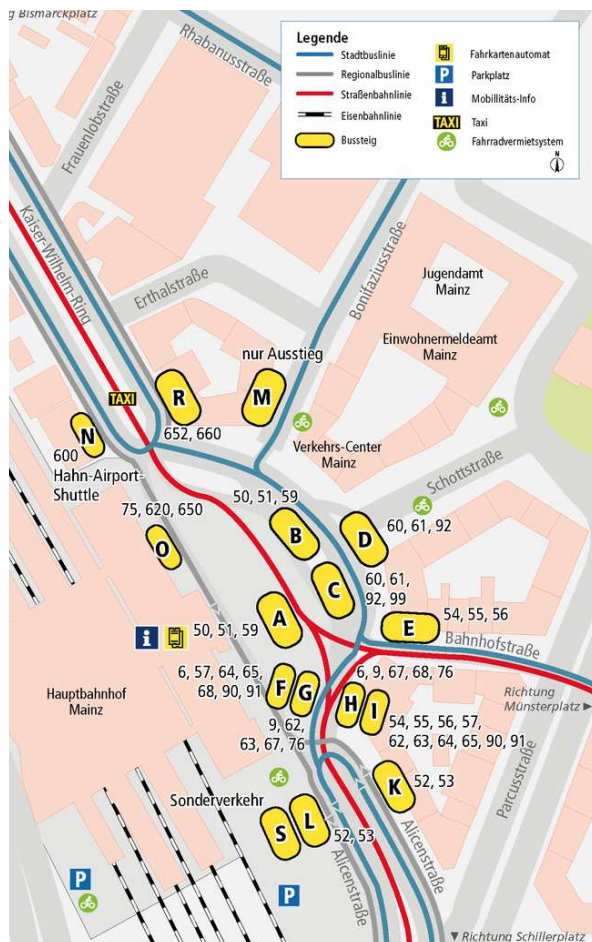 g Bismarckplatz
Rhabanusstraße
Frauenlobstraße
Kaiser-Wilhelm-Ring
Legende
Stadtbuslinie
Regionalbuslinie
Straßenbahnlinie
Eisenbahnlinie
Bussteig
Fahrkartenautomat
P
Parkplatz
i
Mobillitäts-Info
TAXI
Taxi
Fahrradvermietsystem
N
Bonifaziusstraße
Jugendamt
Mainz
Erthalstraße
Einwohnermeldeamt
Mainz
nur Ausstieg
TAXI
R
M
652, 660
N
600
Hahn-Airport-
Shuttle
Verkehrs-Center
Mainz
Schottstraße
75, 620, 650
O
50, 51, 59
B
D
60, 61, 92
C
60, 61,
92, 99
54, 55, 56
E
Bahnhofstraße
A
i
50, 51, 59
6, 57, 64, 65,
68, 90, 91
F
G
6, 9, 67, 68, 76
H
I
Richtung
Münsterplatz
Hauptbahnhof
Mainz
9, 62,
63, 67, 76
54, 55, 56, 57,
62, 63, 64, 65, 90, 91
K
52, 53
Parcusstraße
Sonderverkehr
S
L
52, 53
Alicenstraße
Alicenstraße
P
P
Richtung Schillerplatz